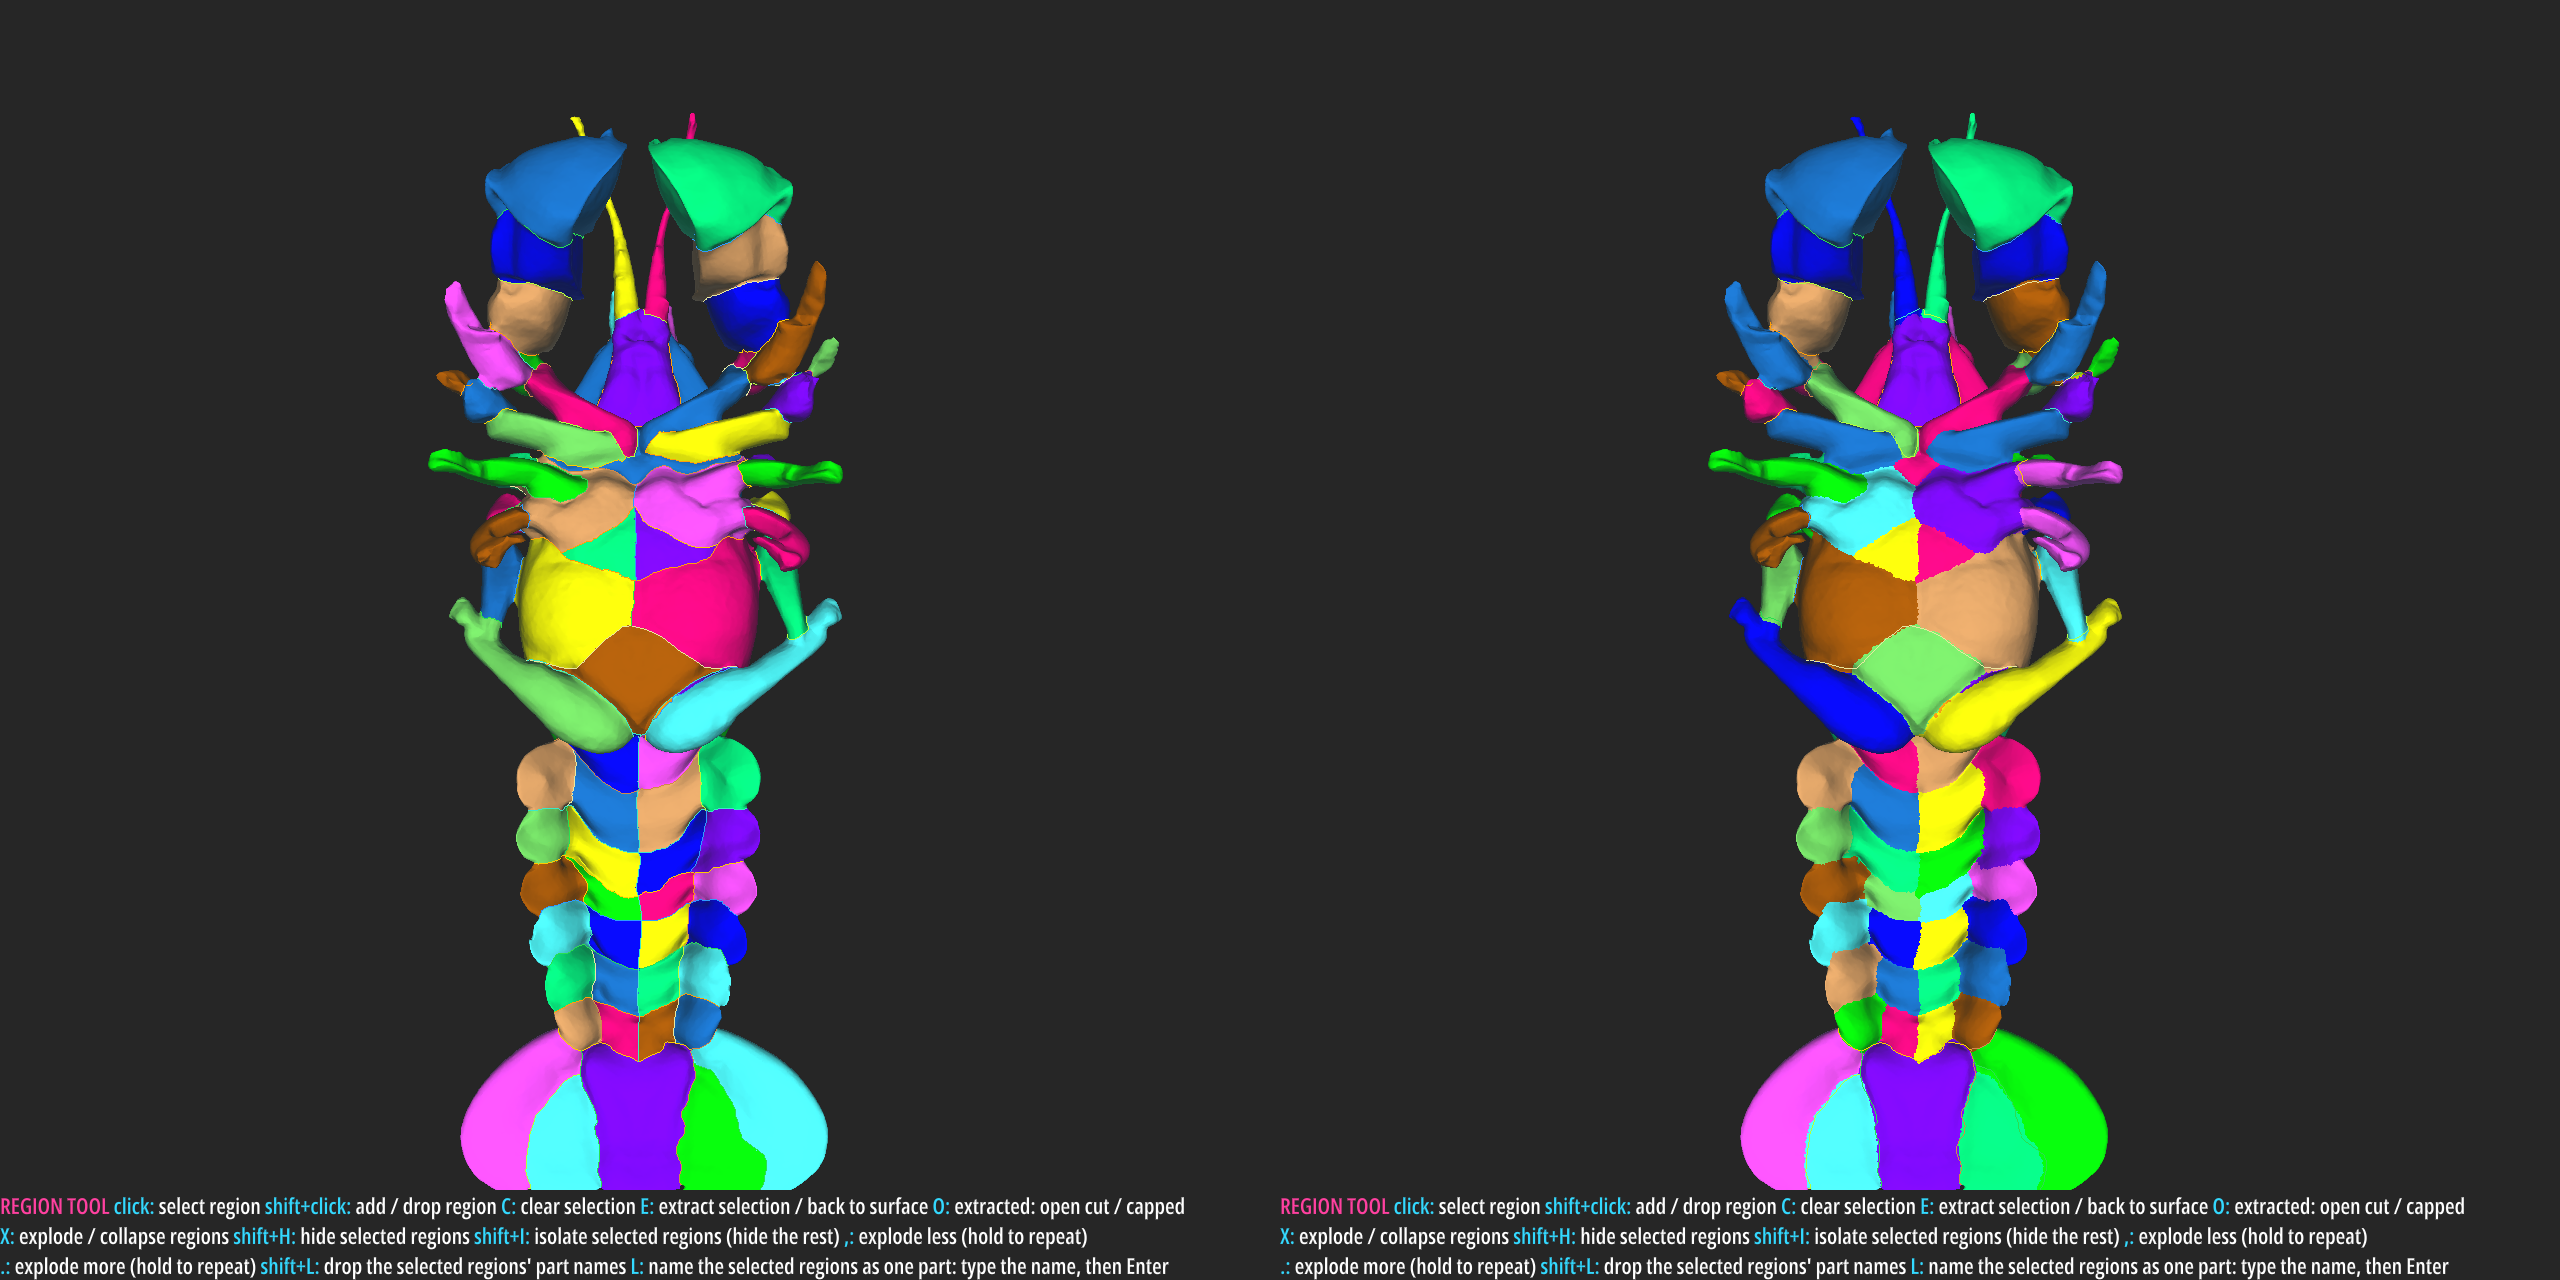 REGION TOOL click: select region shift+click: add / drop region C: clear selection E: extract selection / back to surface O: extracted: open cut / capped
X: explode / collapse regions shift+H: hide selected regions shift+I: isolate selected regions (hide the rest) ,: explode less (hold to repeat)
.: explode more (hold to repeat) shift+L: drop the selected regions' part names L: name the selected regions as one part: type the name, then Enter
REGION TOOL click: select region shift+click: add / drop region C: clear selection E: extract selection / back to surface O: extracted: open cut / capped
X: explode / collapse regions shift+H: hide selected regions shift+I: isolate selected regions (hide the rest) ,: explode less (hold to repeat)
.: explode more (hold to repeat) shift+L: drop the selected regions' part names L: name the selected regions as one part: type the name, then Enter